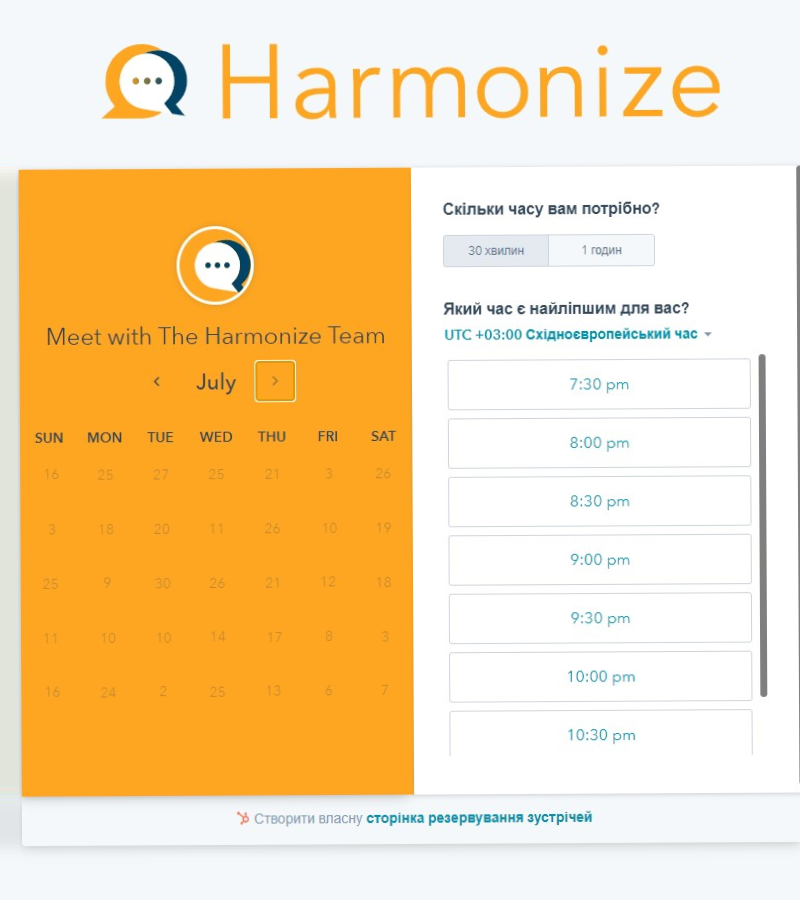 Harmonize
Meet with The Harmonize Team
July
SUN MON TUE WED THU FRI SAT
16 25 27 25 21 3 26
3 18 20 11 26 10 19
25 9 30 26 21 12 18
11 10 10 14 17 8 3
16 24 2 25 13 6 7
Скільки часу вам потрібно?
30 хвилин 1 годин
Який час є найліпшим для вас?
UTC +03:00 Східноєвропейський час
7:30 pm
8:00 pm
8:30 pm
9:00 pm
9:30 pm
10:00 pm
10:30 pm
Створити власну сторінка резервування зустрічей